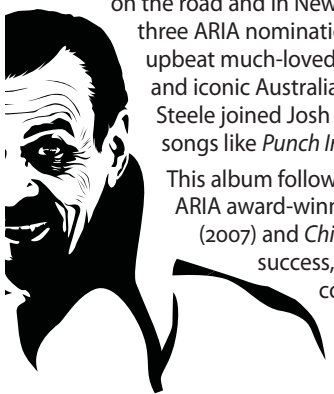 on the road and in New
three ARIA nominati
upbeat much-loved
and iconic Australia
Steele joined Josh
songs like Punch In
This album follow
ARIA award-winn
(2007) and Chi
success,
co